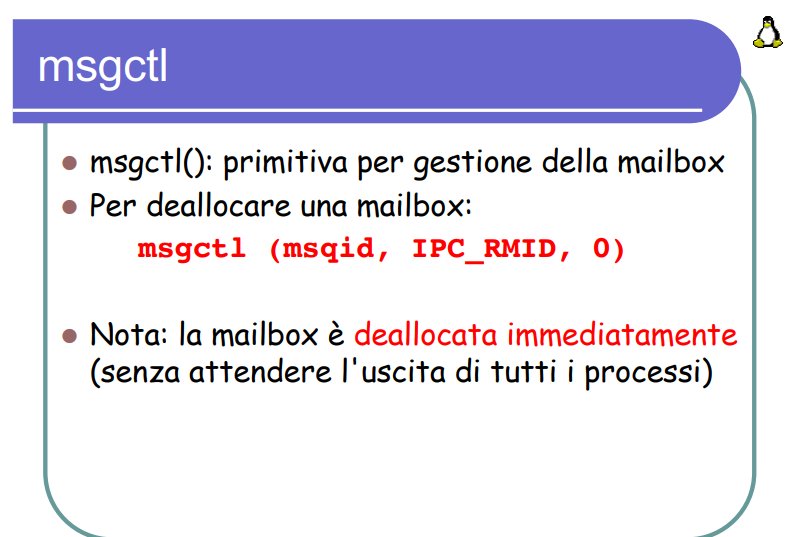 msgctl
msgctl(): primitiva per gestione della mailbox
Per deallocare una mailbox:
msgctl (msqid, IPC_RMID, 0)
Nota: la mailbox è deallocata immediatamente
(senza attendere l'uscita di tutti i processi)